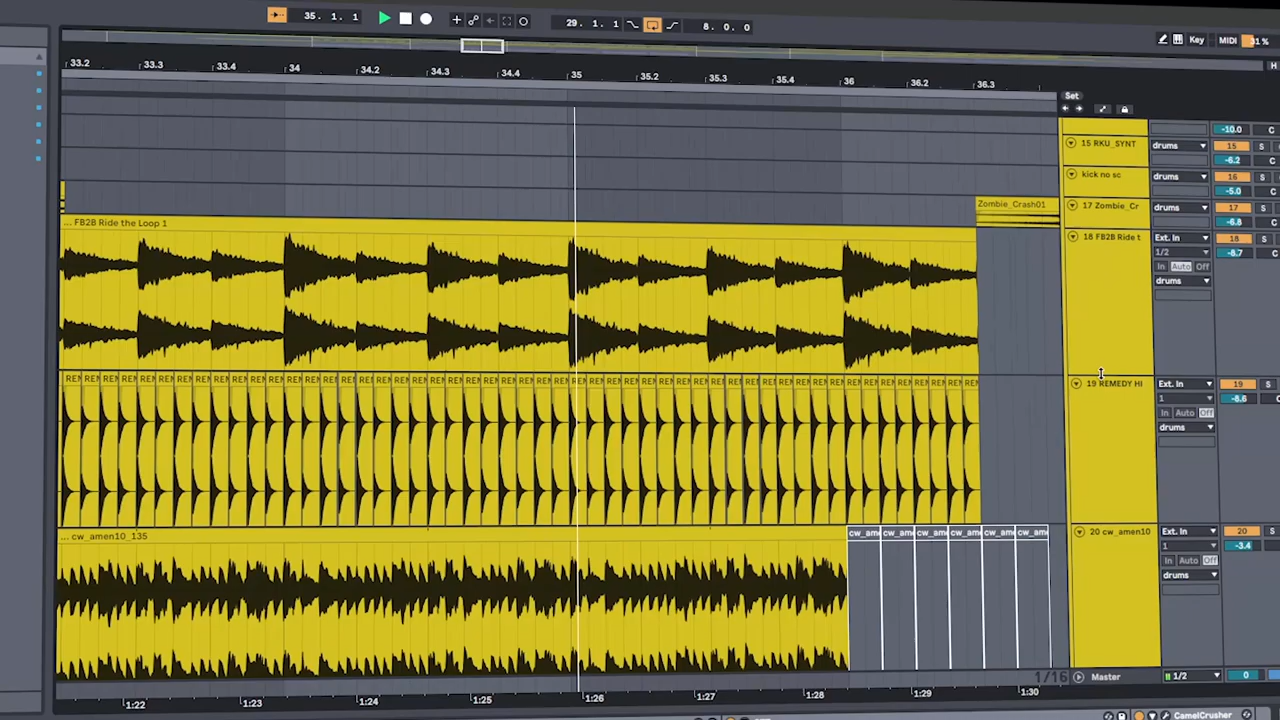 35. 1. 1
29. 1. 1
8. 0. 0
Key
MIDI
31 %
H
33.2 33.3 33.4 34 34.2 34.3 34.4 35 35.2 35.3 35.4 36 36.2 36.3
Set
-10.0 C
15 RKU_SYNT drums 15 S
-6.2 C
kick no sc drums 16 S
-5.0 C
Zombie_Crash01
17 Zombie_Cr drums 17 S
-6.8 C
... FB2B Ride the Loop 1
18 FB2B Ride t Ext. In 18 S
1/2 -8.7 C
In Auto Off
drums
19 REMEDY HI Ext. In 19 S
1 -8.6 C
In Auto Off
drums
... cw_amen10_135
cw_ame cw_ame cw_ame cw_ame cw_ame cw_ame
20 cw_amen10 Ext. In 20 S
1 -3.4 C
In Auto Off
drums
1/16
Master 1/2 0
1:22 1:23 1:24 1:25 1:26 1:27 1:28 1:29 1:30
CamelCrusher